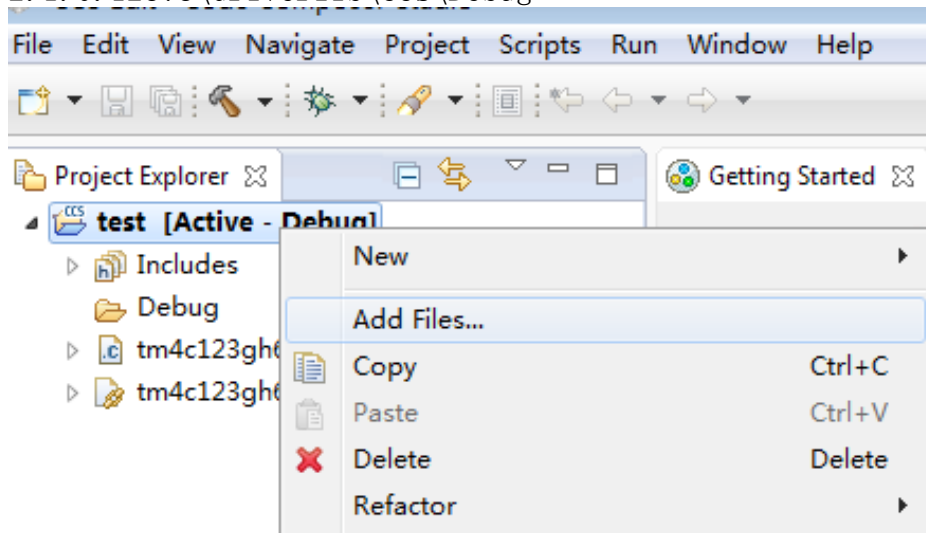 File Edit View Navigate Project Scripts Run Window Help
Project Explorer
Getting Started
test [Active - Debug]
Includes
Debug
tm4c123gh6
tm4c123gh6
New
Add Files...
Copy Ctrl+C
Paste Ctrl+V
Delete Delete
Refactor